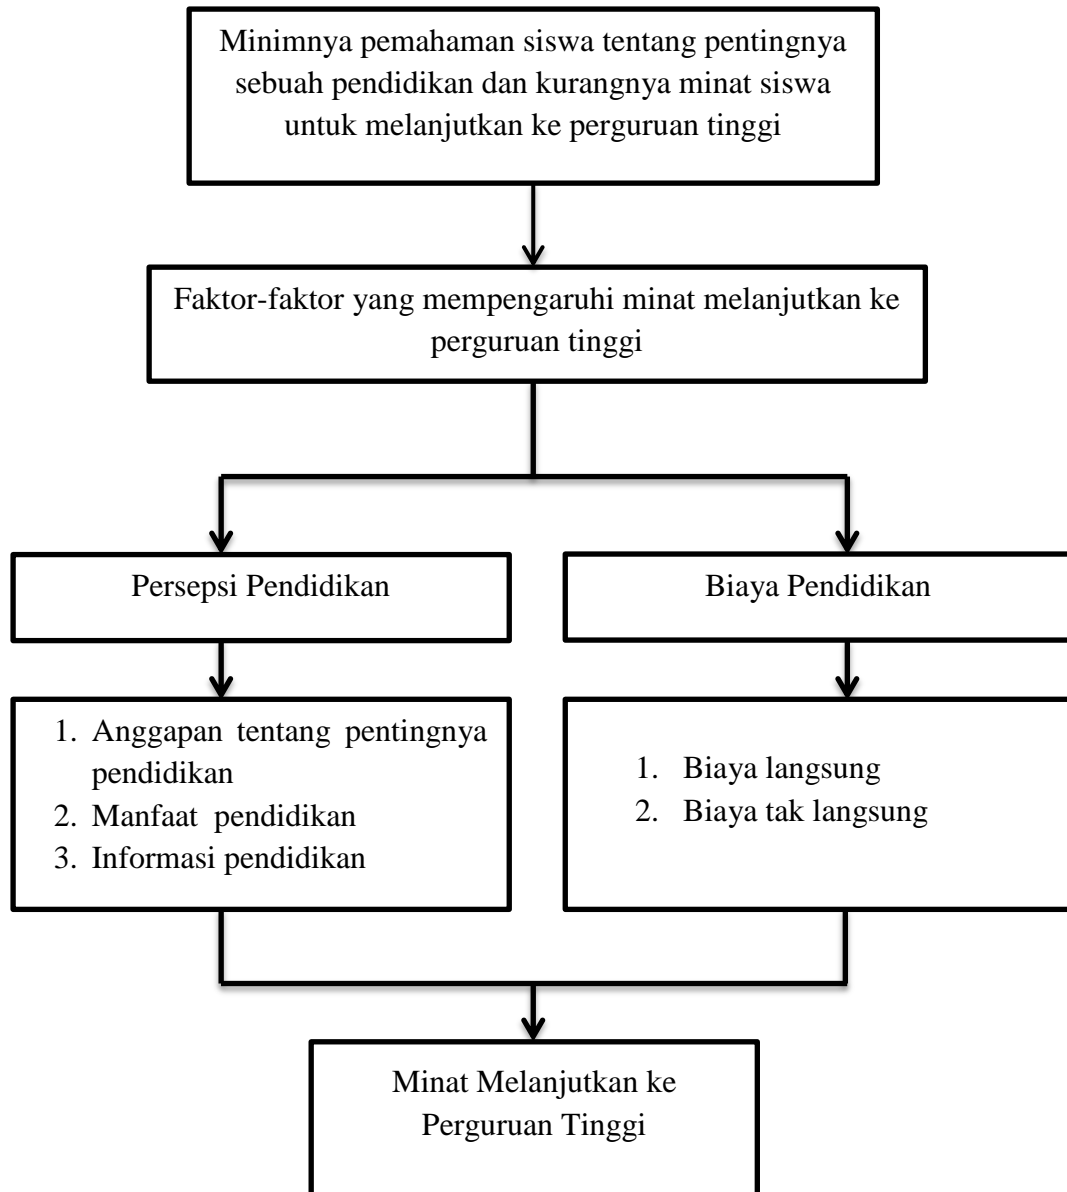 Minimnya pemahaman siswa tentang pentingnya
sebuah pendidikan dan kurangnya minat siswa
untuk melanjutkan ke perguruan tinggi
Faktor-faktor yang mempengaruhi minat melanjutkan ke
perguruan tinggi
Persepsi Pendidikan
Biaya Pendidikan
1. Anggapan tentang pentingnya
pendidikan
2. Manfaat pendidikan
3. Informasi pendidikan
1. Biaya langsung
2. Biaya tak langsung
Minat Melanjutkan ke
Perguruan Tinggi